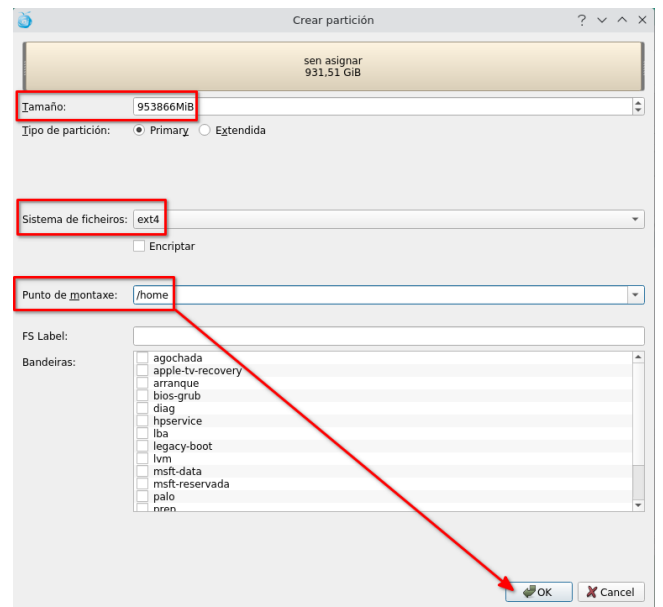 Crear partición
sen asignar
931,51 GiB
Tamaño: 953866MiB
Tipo de partición: Primary Extendida
Sistema de ficheiros: ext4
Encriptar
Punto de montaxe: /home
FS Label:
Bandeiras:
agochada
apple-tv-recovery
arranque
bios-grub
diag
hpservice
lba
legacy-boot
lvm
msft-data
msft-reservada
palo
prep
OK Cancel